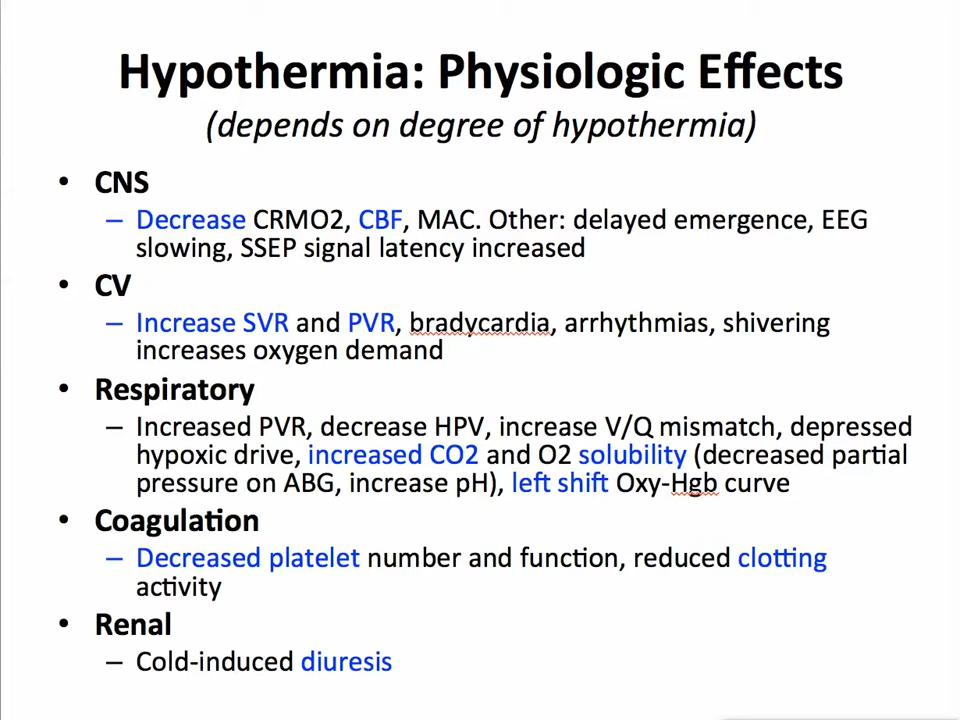 Hypothermia: Physiologic Effects
(depends on degree of hypothermia)
• CNS
– Decrease CRMO2, CBF, MAC. Other: delayed emergence, EEG
slowing, SSEP signal latency increased
• CV
– Increase SVR and PVR, bradycardia, arrhythmias, shivering
increases oxygen demand
• Respiratory
– Increased PVR, decrease HPV, increase V/Q mismatch, depressed
hypoxic drive, increased CO2 and O2 solubility (decreased partial
pressure on ABG, increase pH), left shift Oxy-Hgb curve
• Coagulation
– Decreased platelet number and function, reduced clotting
activity
• Renal
– Cold-induced diuresis